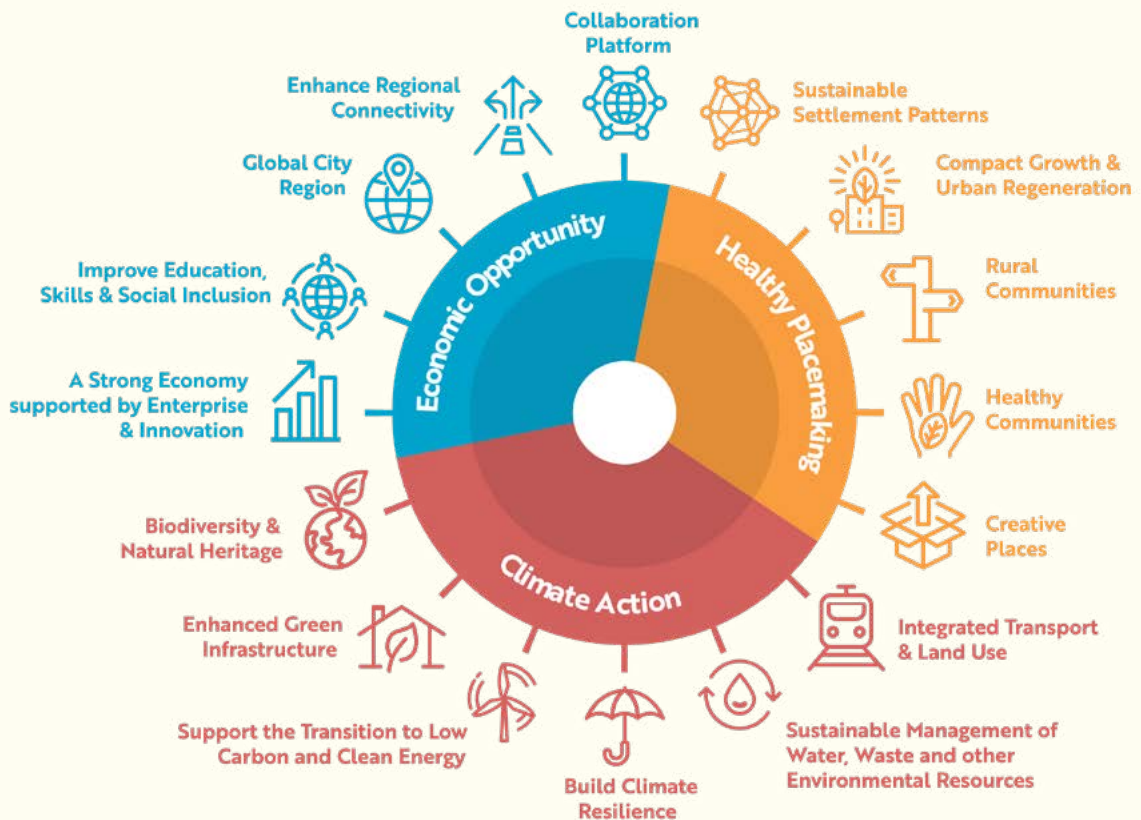 Collaboration
Platform
Sustainable
Settlement Patterns
Compact Growth &
Urban Regeneration
Rural
Communities
Healthy
Communities
Creative
Places
Integrated Transport
& Land Use
Sustainable Management of
Water, Waste and other
Environmental Resources
Build Climate
Resilience
Support the Transition to Low
Carbon and Clean Energy
Enhanced Green
Infrastructure
Biodiversity &
Natural Heritage
A Strong Economy
supported by Enterprise
& Innovation
Improve Education,
Skills & Social Inclusion
Global City
Region
Enhance Regional
Connectivity
Economic Opportunity
Healthy Placemaking
Climate Action